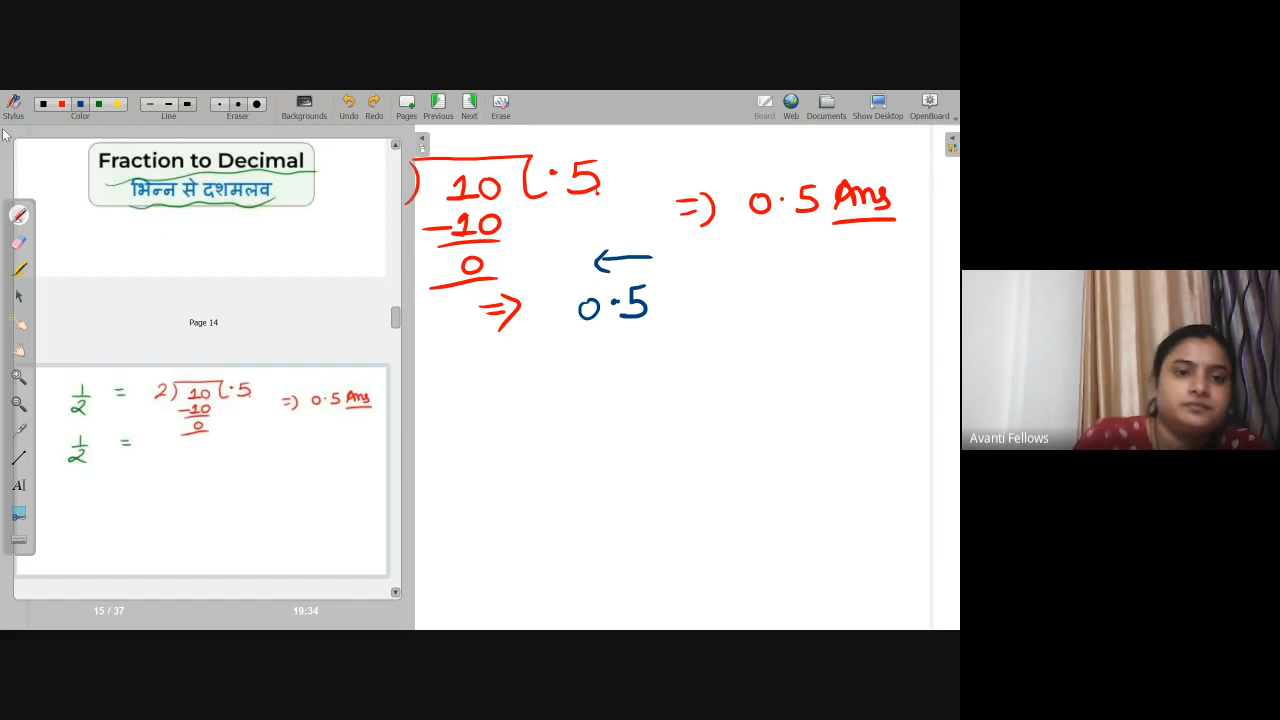 Stylus Color Line Eraser Backgrounds Undo Redo Pages Previous Next Erase Board Web Documents Show Desktop OpenBoard
Fraction to Decimal
भिन्न से दशमलव
Page 14
1/2 = 2) 10 ( .5 => 0.5 Ans
-10
0
1/2 =
15 / 37 19:34
) 10 ( .5 => 0.5 Ans
-10
0 ←
=> 0.5
Avanti Fellows